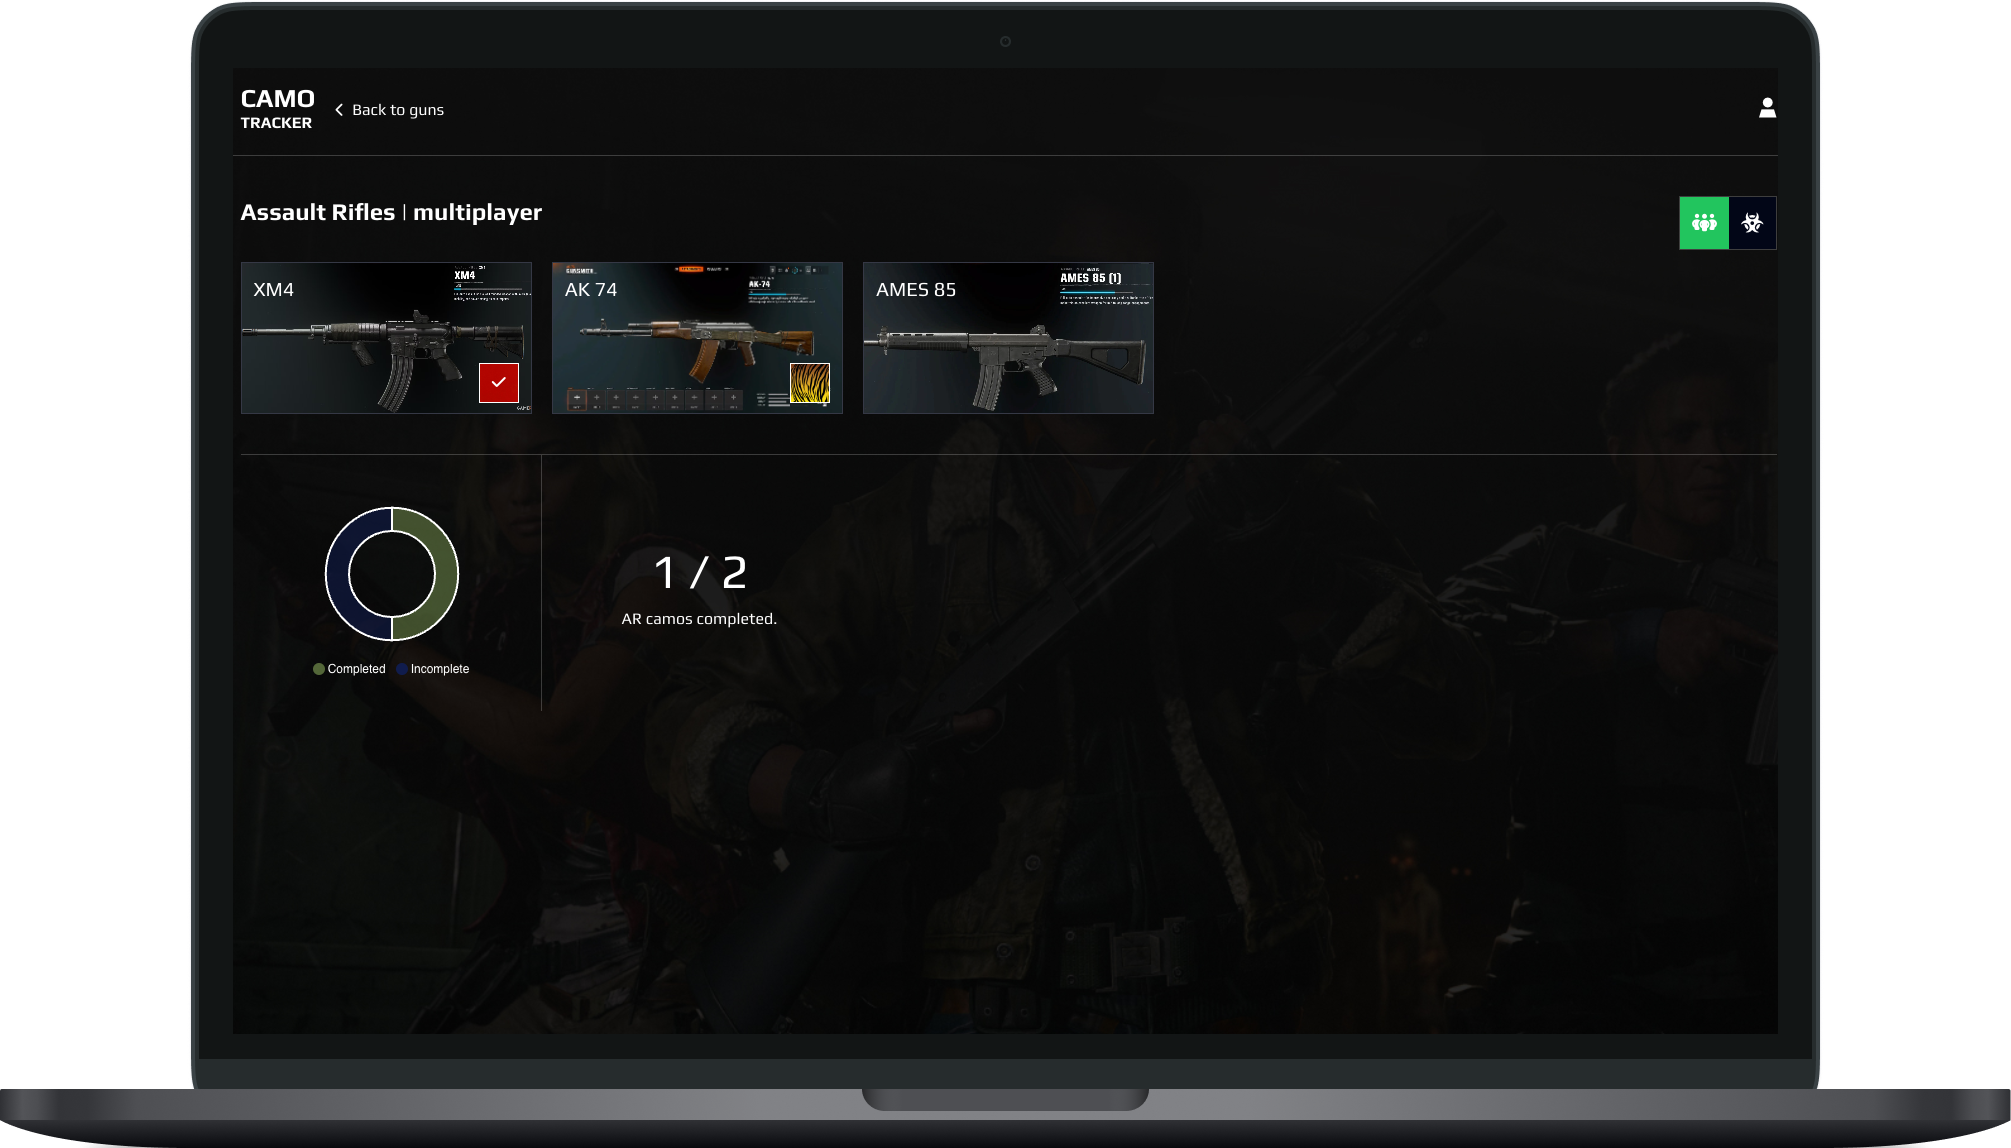 CAMO
TRACKER
Back to guns
Assault Rifles | multiplayer
XM4
XM4
AK 74
GUNSMITH
AK-74
AMES 85
AMES 85 (1)
1 / 2
AR camos completed.
Completed
Incomplete